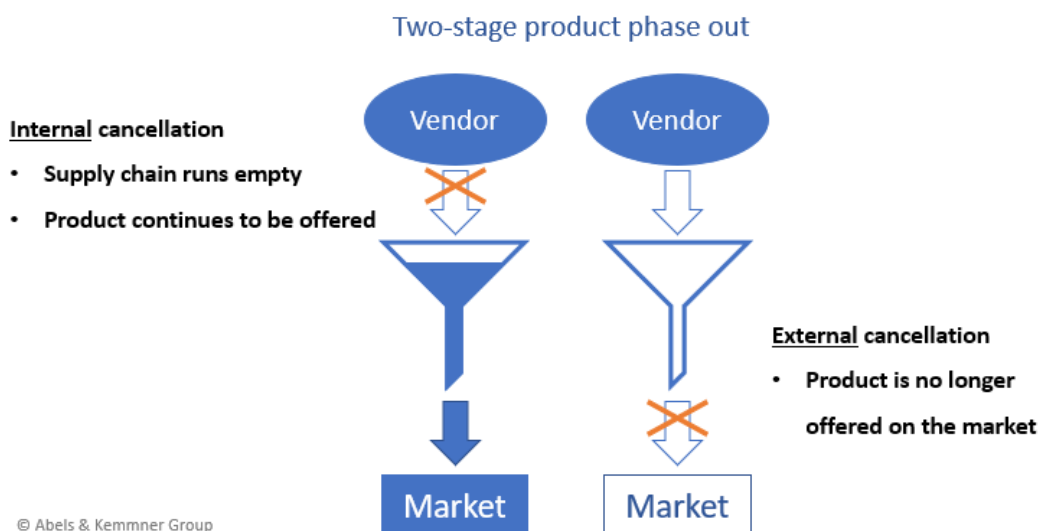 Two-stage product phase out
Vendor
Vendor
Internal cancellation
• Supply chain runs empty
• Product continues to be offered
External cancellation
• Product is no longer
offered on the market
Market
Market
© Abels & Kemmner Group